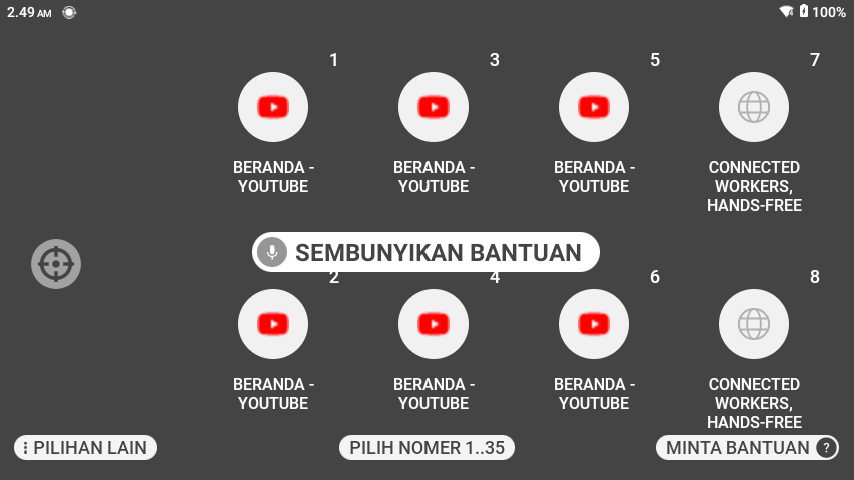 2.49 AM
100%
1
3
5
7
BERANDA -
YOUTUBE
BERANDA -
YOUTUBE
BERANDA -
YOUTUBE
CONNECTED
WORKERS,
HANDS-FREE
SEMBUNYIKAN BANTUAN
2
4
6
8
BERANDA -
YOUTUBE
BERANDA -
YOUTUBE
BERANDA -
YOUTUBE
CONNECTED
WORKERS,
HANDS-FREE
PILIHAN LAIN
PILIH NOMER 1..35
MINTA BANTUAN ?